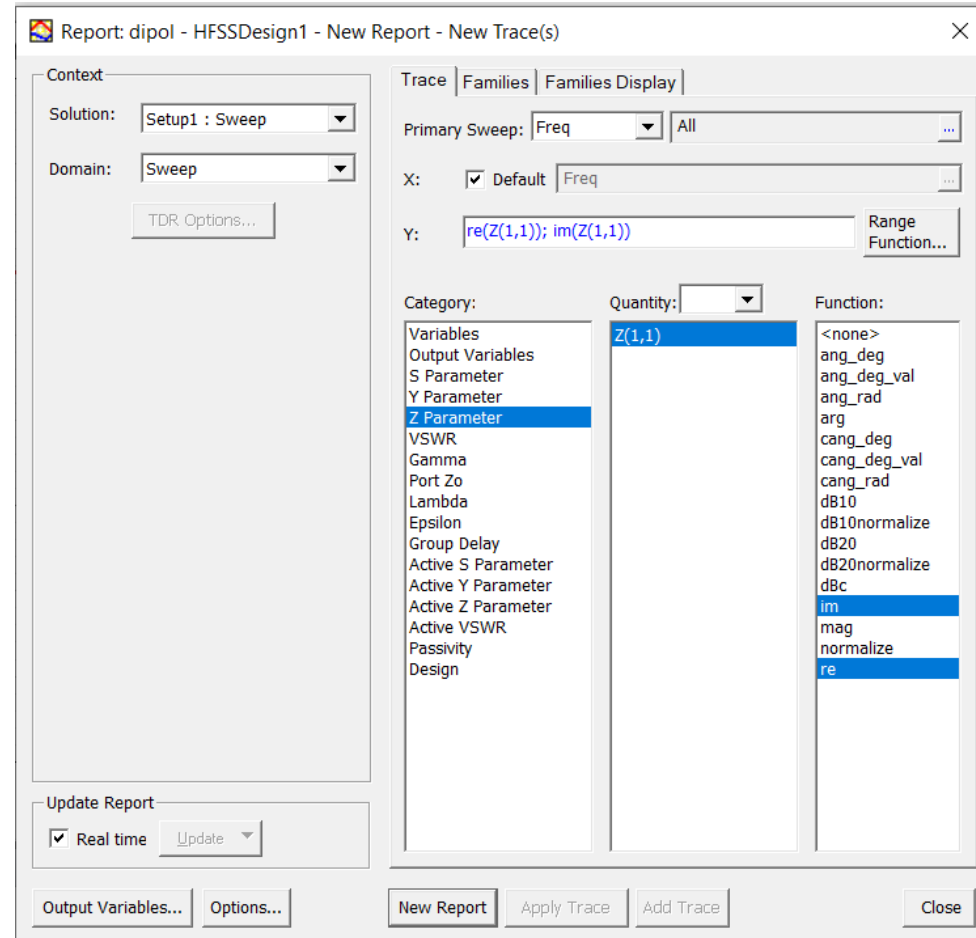 Report: dipol - HFSSDesign1 - New Report - New Trace(s)
Context
Solution: Setup1 : Sweep
Domain: Sweep
TDR Options...
Trace Families Families Display
Primary Sweep: Freq All ...
X: Default Freq ...
Y: re(Z(1,1)); im(Z(1,1))
Range
Function...
Category:
Variables
Output Variables
S Parameter
Y Parameter
Z Parameter
VSWR
Gamma
Port Zo
Lambda
Epsilon
Group Delay
Active S Parameter
Active Y Parameter
Active Z Parameter
Active VSWR
Passivity
Design
Quantity:
Z(1,1)
Function:
<none>
ang_deg
ang_deg_val
ang_rad
arg
cang_deg
cang_deg_val
cang_rad
dB10
dB10normalize
dB20
dB20normalize
dBc
im
mag
normalize
re
Update Report
Real time Update
Output Variables... Options... New Report Apply Trace Add Trace Close